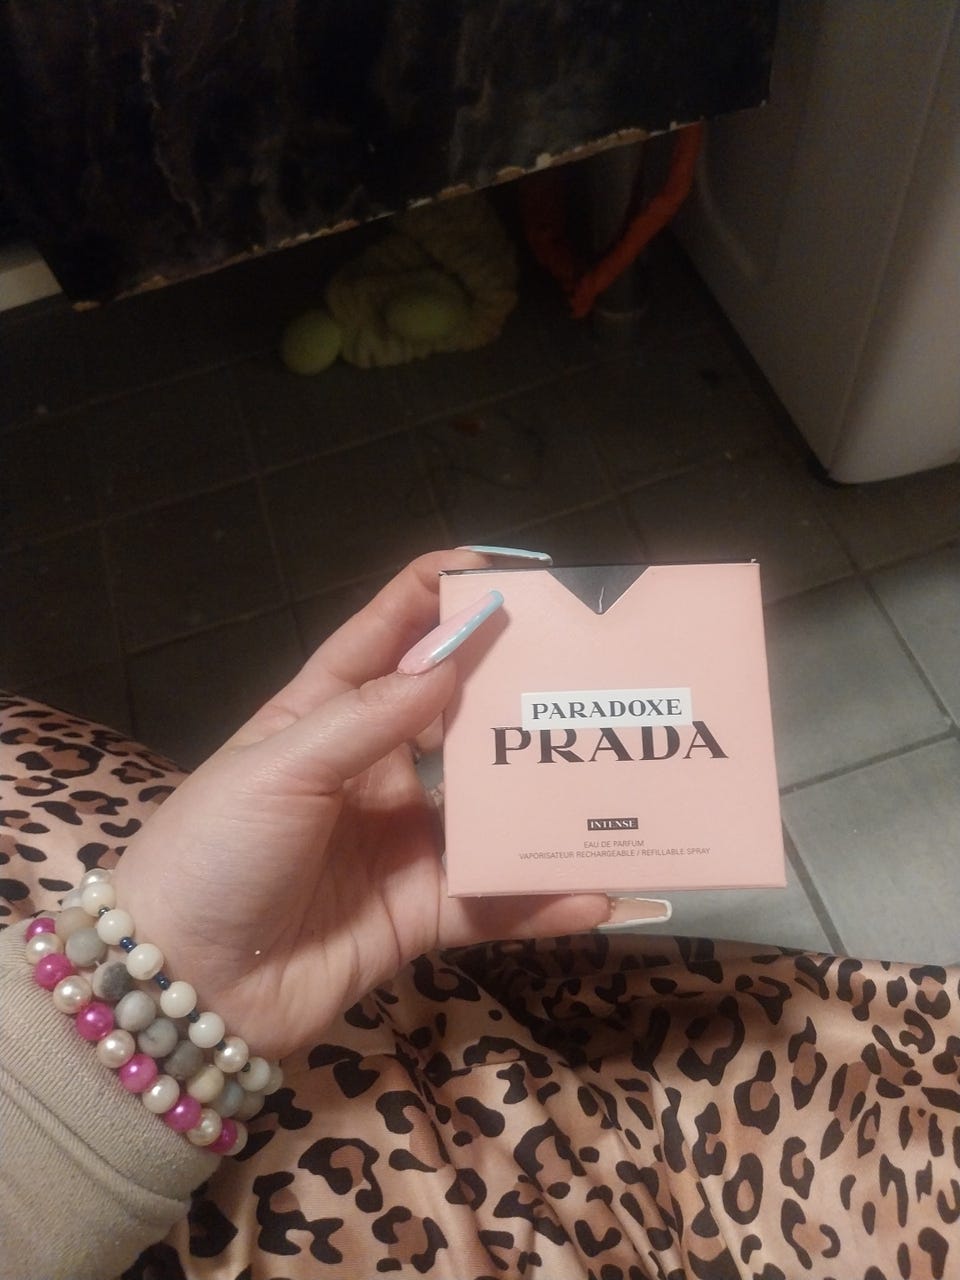 PARADOXE
PRADA
INTENSE
EAU DE PARFUM
VAPORISATEUR RECHARGEABLE / REFILLABLE SPRAY